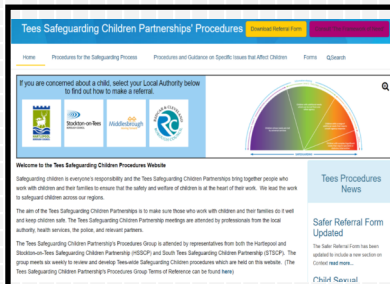 Tees Safeguarding Children Partnerships' Procedures
Download Referral Form
Home
Procedures for the Safeguarding Process
Procedures and Guidance on Specific Issues that Affect Children
Forms
Search
If you are concerned about a child, select your Local Authority below
to find out how to make a referral.
Stockton-on-Tees
Middlesbrough
Welcome to the Tees Safeguarding Children Procedures Website
Safeguarding children is everyone's responsibility and the Tees Safeguarding Children Partnerships bring together people who
work with children and their families to ensure that the safety and welfare of children is at the heart of their work. We lead the work
to safeguard children across our regions.
The aim of the Tees Safeguarding Children Partnerships is to make sure those who work with children and their families do it well
and keep children safe. The Tees Safeguarding Children Partnership meetings are attended by professionals from the local
authority, health services, the police, and relevant partners.
The Tees Safeguarding Children Partnership's Procedures Group is attended by representatives from both the Hartlepool and
Stockton-on-Tees Safeguarding Children Partnership (HSSCP) and South Tees Safeguarding Children Partnership (STSCP). The
group meets six weekly to review and develop Tees-wide Safeguarding Children procedures which are held on this website. (The
Tees Safeguarding Children Partnership's Procedures Group Terms of Reference can be found here)
Tees Procedures
News
Safer Referral Form
Updated
The Safer Referral Form has been
updated to include a new section on
Context read more...
Child Sexual